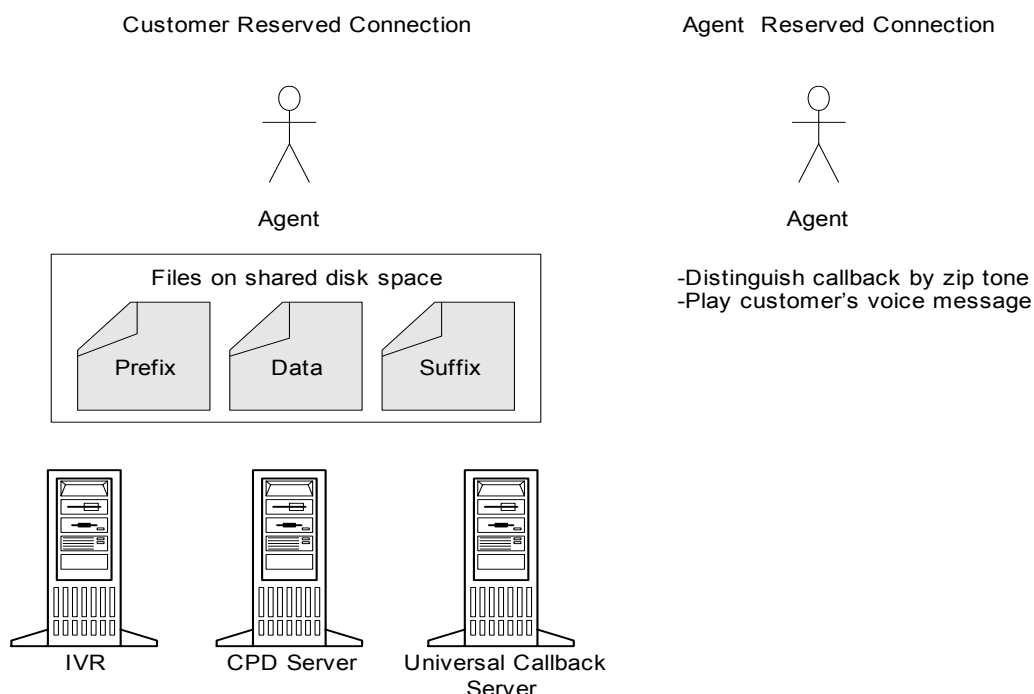 Customer Reserved Connection
Agent Reserved Connection
Agent
Agent
Files on shared disk space
Prefix
Data
Suffix
-Distinguish callback by zip tone
-Play customer's voice message
IVR
CPD Server
Universal Callback
Server